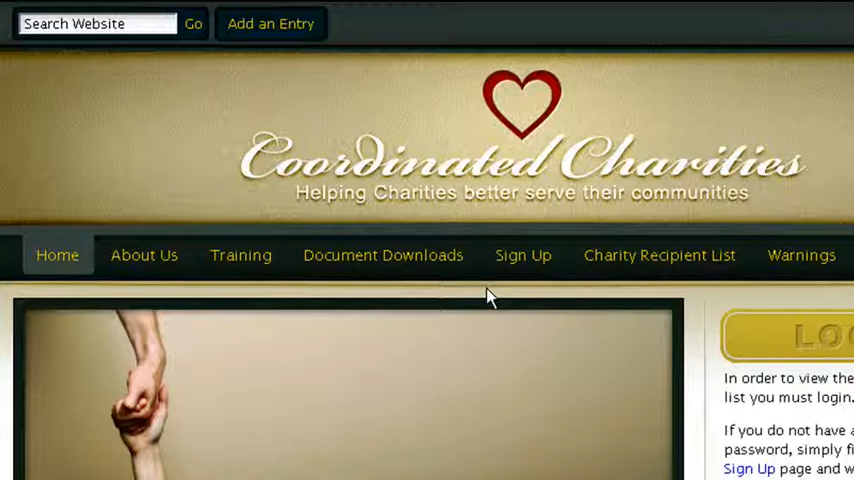 Search Website Go Add an Entry
Coordinated Charities
Helping Charities better serve their communities
Home About Us Training Document Downloads Sign Up Charity Recipient List Warnings
In order to view the
list you must login.
If you do not have a
password, simply
Sign Up page and